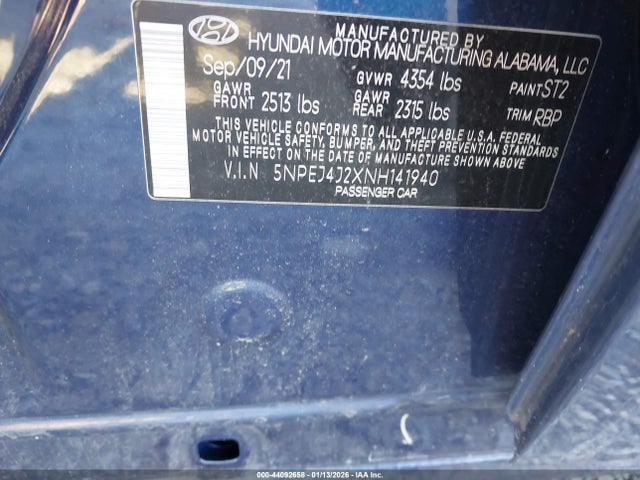 MANUFACTURED BY
HYUNDAI MOTOR MANUFACTURING ALABAMA, LLC
Sep/09/21 GVWR 4354 lbs PAINT ST2
GAWR FRONT 2513 lbs GAWR REAR 2315 lbs TRIM RBP
THIS VEHICLE CONFORMS TO ALL APPLICABLE U.S.A. FEDERAL
MOTOR VEHICLE SAFETY, BUMPER, AND THEFT PREVENTION STANDARDS
IN EFFECT ON THE DATE OF MANUFACTURE SHOWN ABOVE
V.I.N 5NPEJ4J2XNH141940
PASSENGER CAR
000-44092658 - 01/13/2026 - IAAI.COM